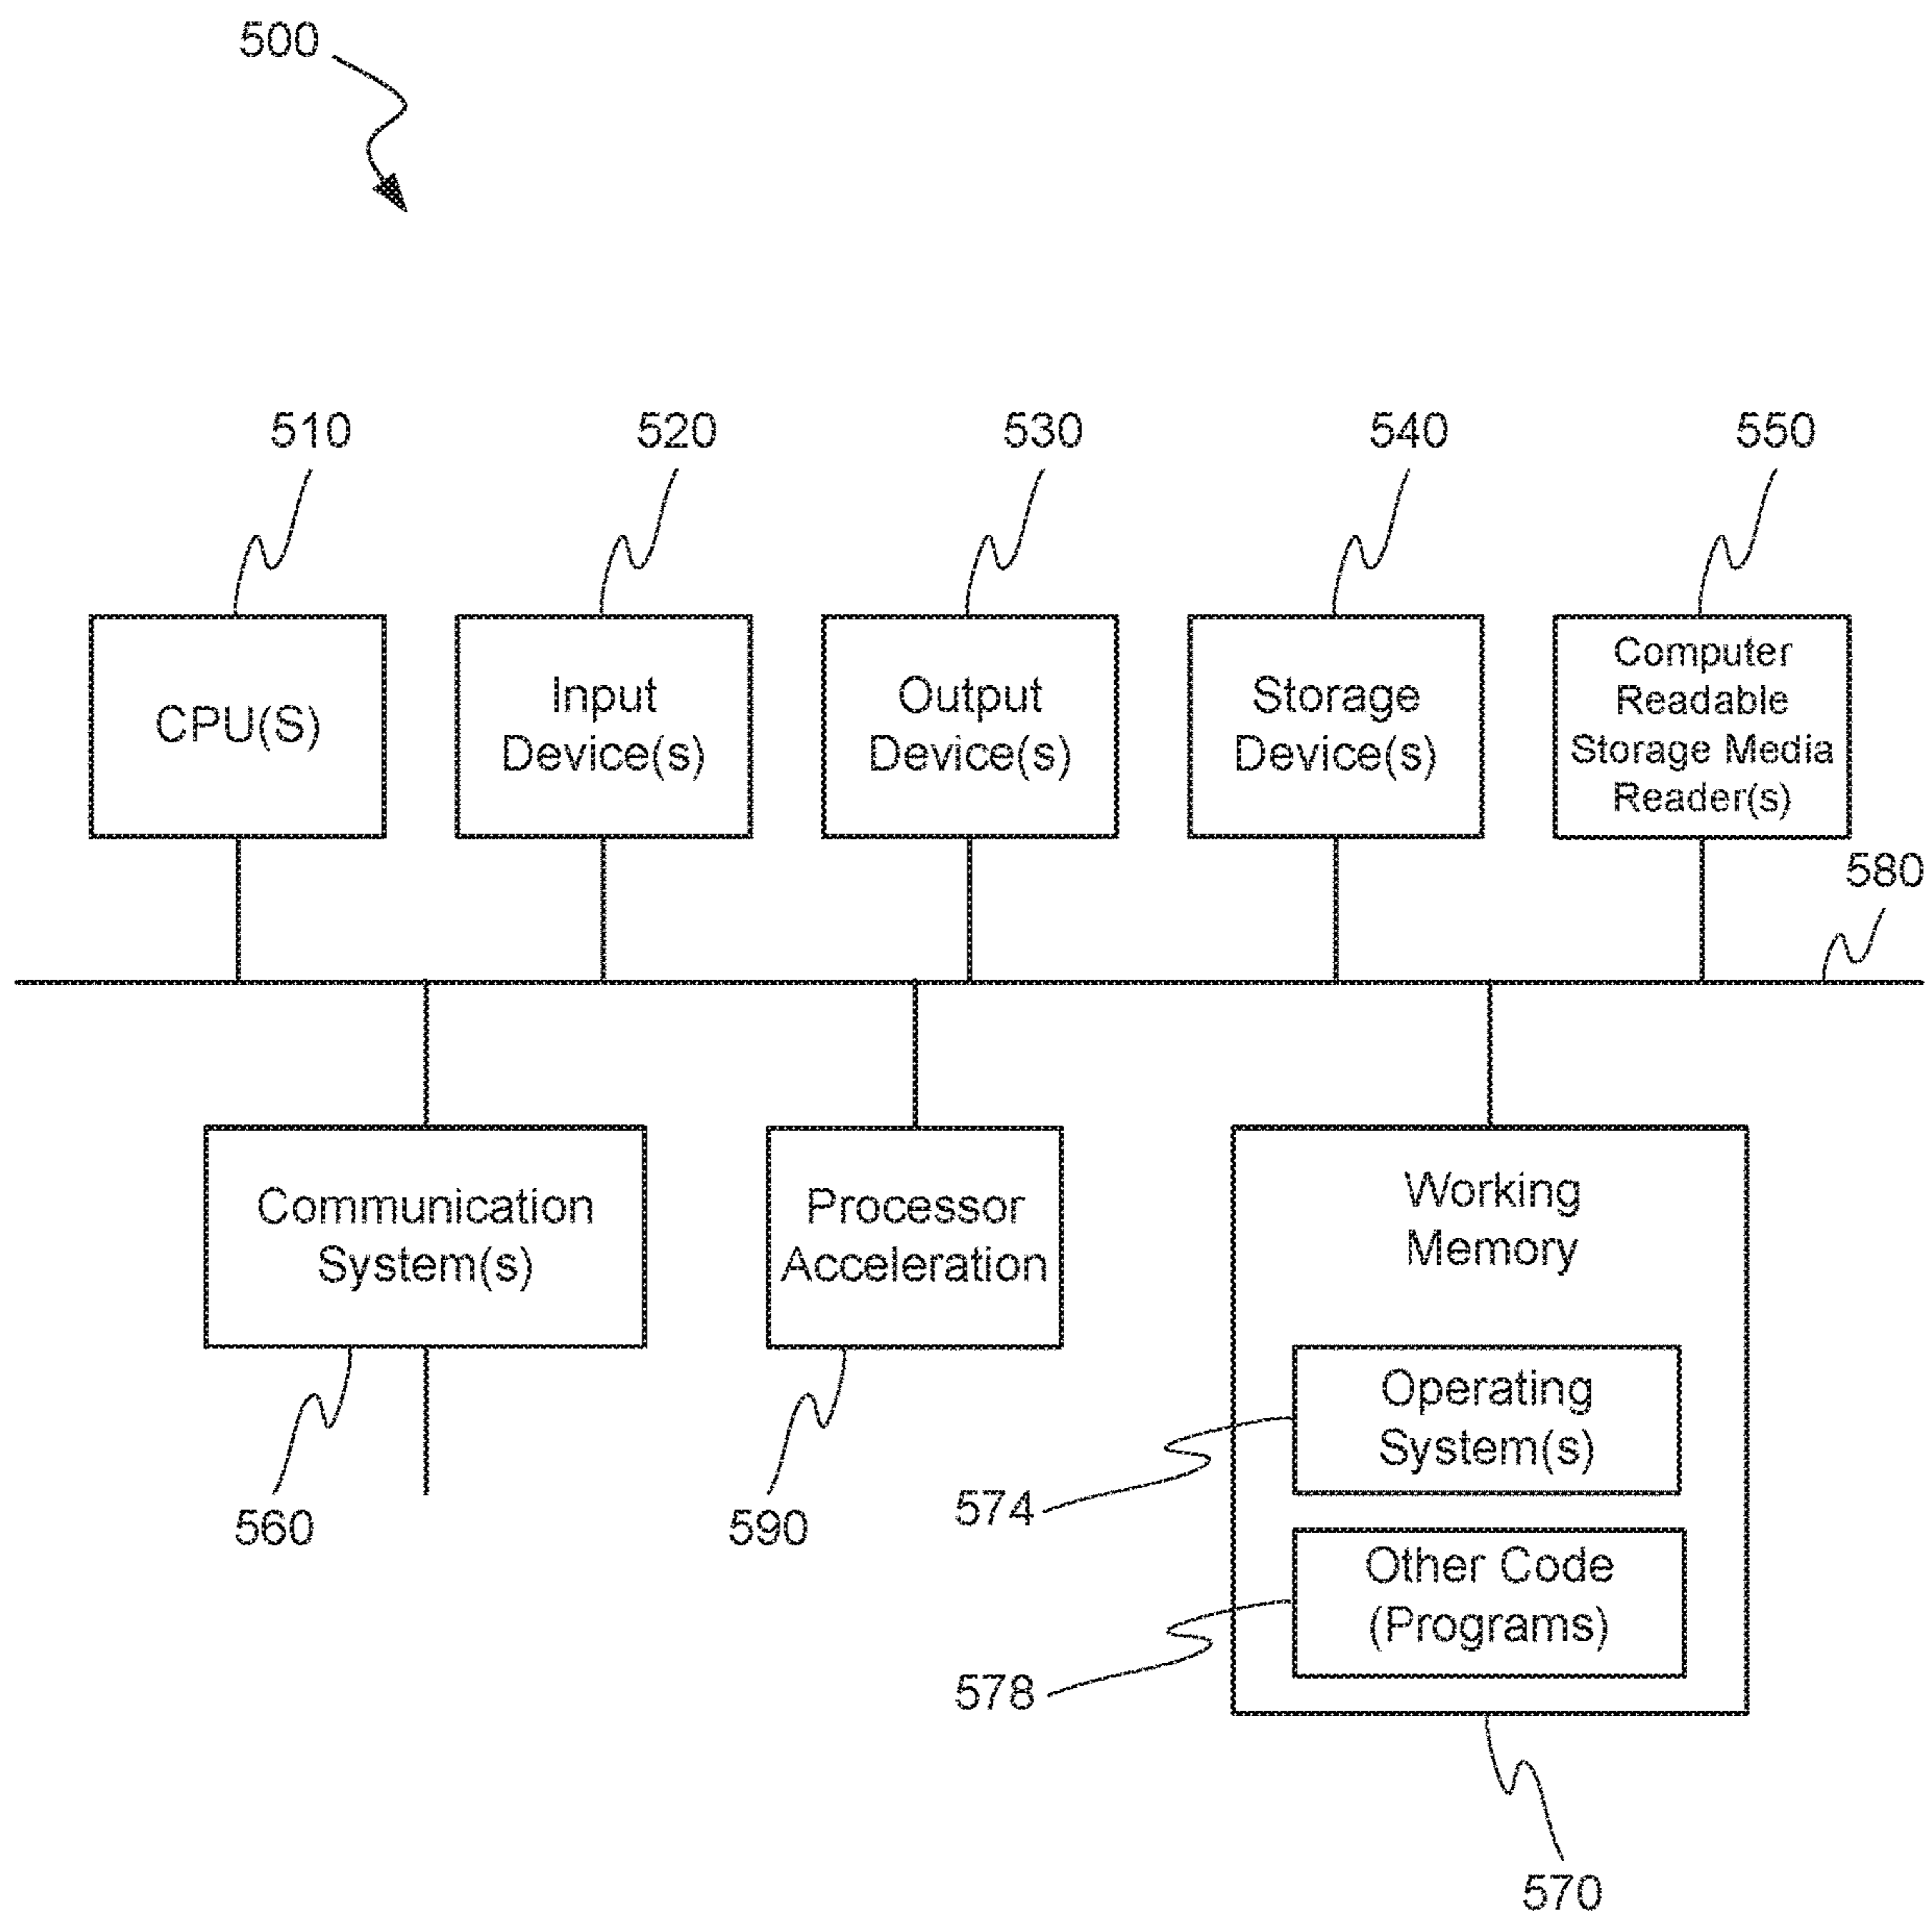 500
510
520
530
540
550
CPU(S)
Input
Device(s)
Output
Device(s)
Storage
Device(s)
Computer
Readable
Storage Media
Reader(s)
580
Communication
System(s)
Processor
Acceleration
Working
Memory
Operating
System(s)
574
560
590
Other Code
(Programs)
578
570